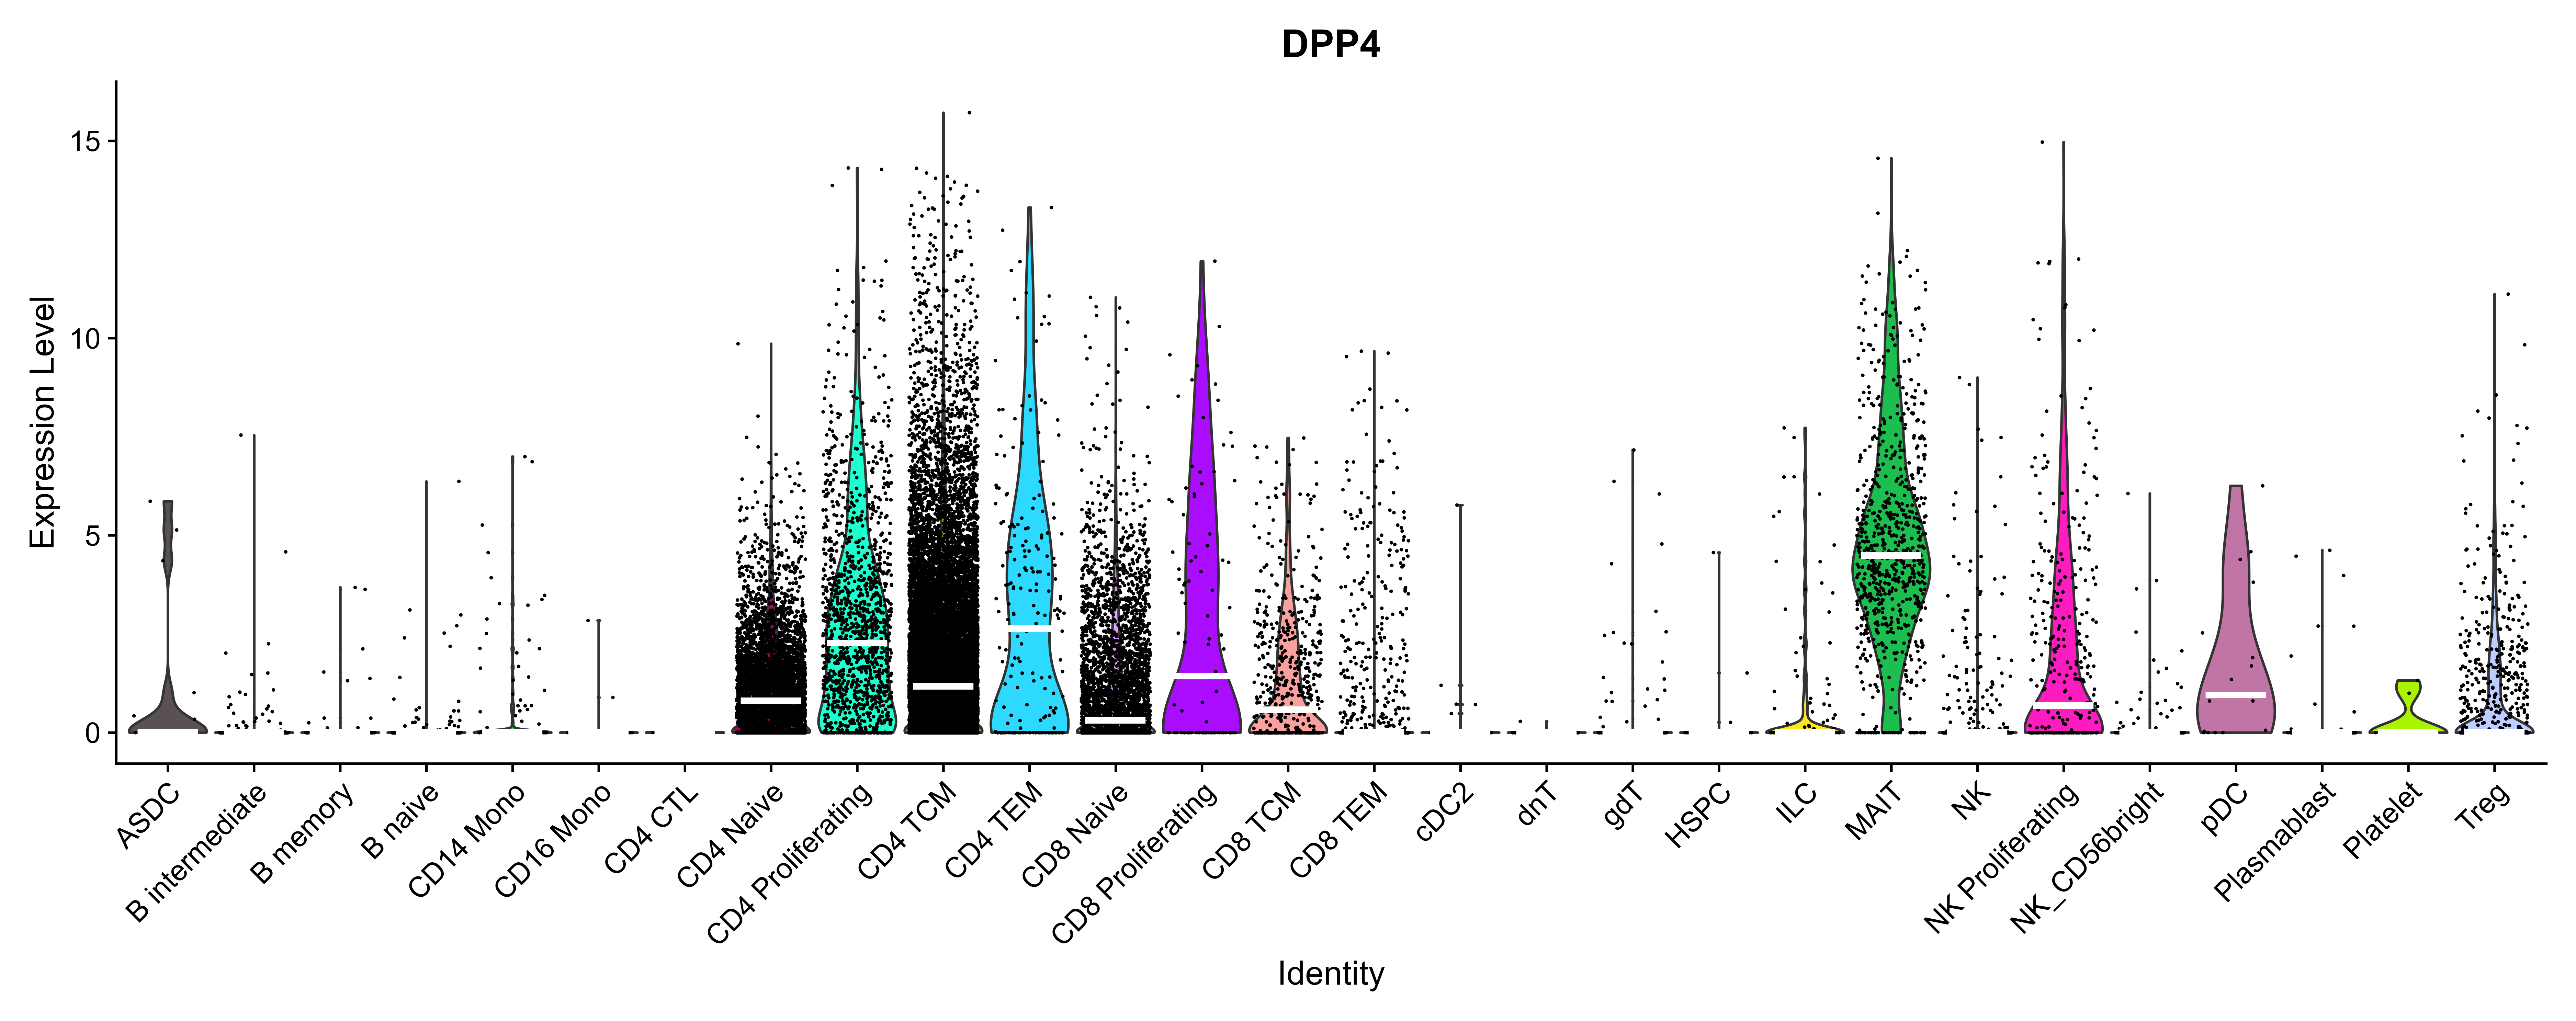 DPP4
Expression Level
15
10
5
0
ASDC
B intermediate
B memory
B naive
CD14 Mono
CD16 Mono
CD4 CTL
CD4 Naive
CD4 Proliferating
CD4 TCM
CD4 TEM
CD8 Naive
CD8 Proliferating
CD8 TCM
CD8 TEM
cDC2
dnT
gdT
HSPC
ILC
MAIT
NK
NK Proliferating
NK_CD56bright
pDC
Plasmablast
Platelet
Treg
Identity